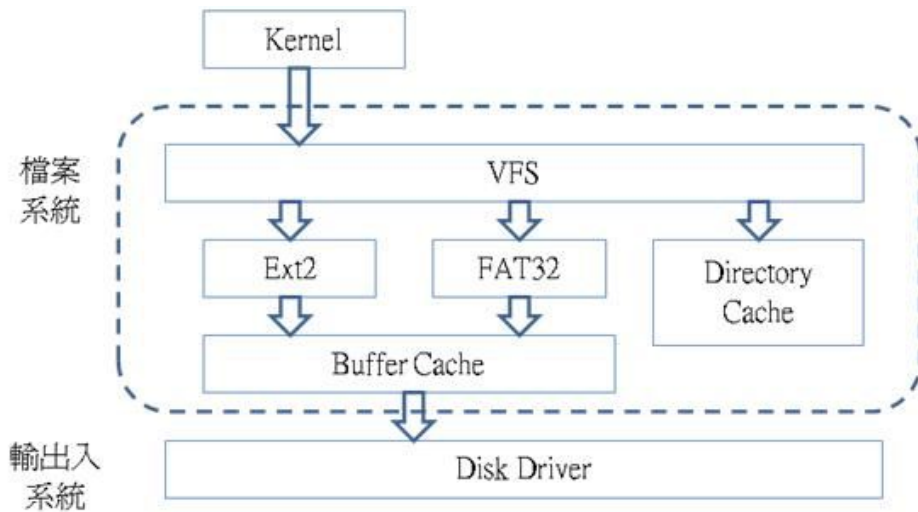 Kernel
檔案
系統
VFS
Ext2
FAT32
Directory
Cache
Buffer Cache
輸出入
系統
Disk Driver